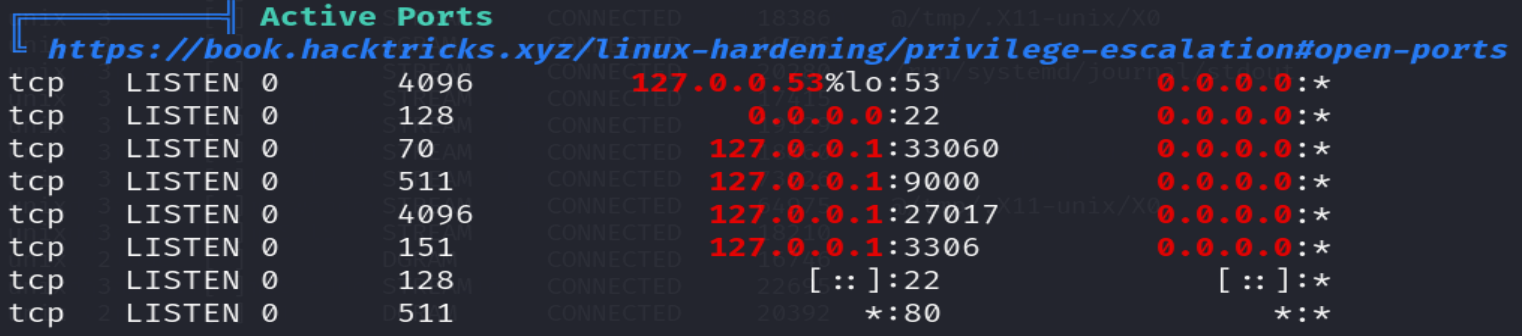 Active Ports
https://book.hacktricks.xyz/linux-hardening/privilege-escalation#open-ports
tcp LISTEN 0 4096 127.0.0.53%lo:53 0.0.0.0:*
tcp LISTEN 0 128 0.0.0.0:22 0.0.0.0:*
tcp LISTEN 0 70 127.0.0.1:33060 0.0.0.0:*
tcp LISTEN 0 511 127.0.0.1:9000 0.0.0.0:*
tcp LISTEN 0 4096 127.0.0.1:27017 0.0.0.0:*
tcp LISTEN 0 151 127.0.0.1:3306 0.0.0.0:*
tcp LISTEN 0 128 [::]:22 [::]:*
tcp LISTEN 0 511 *:80 *:*